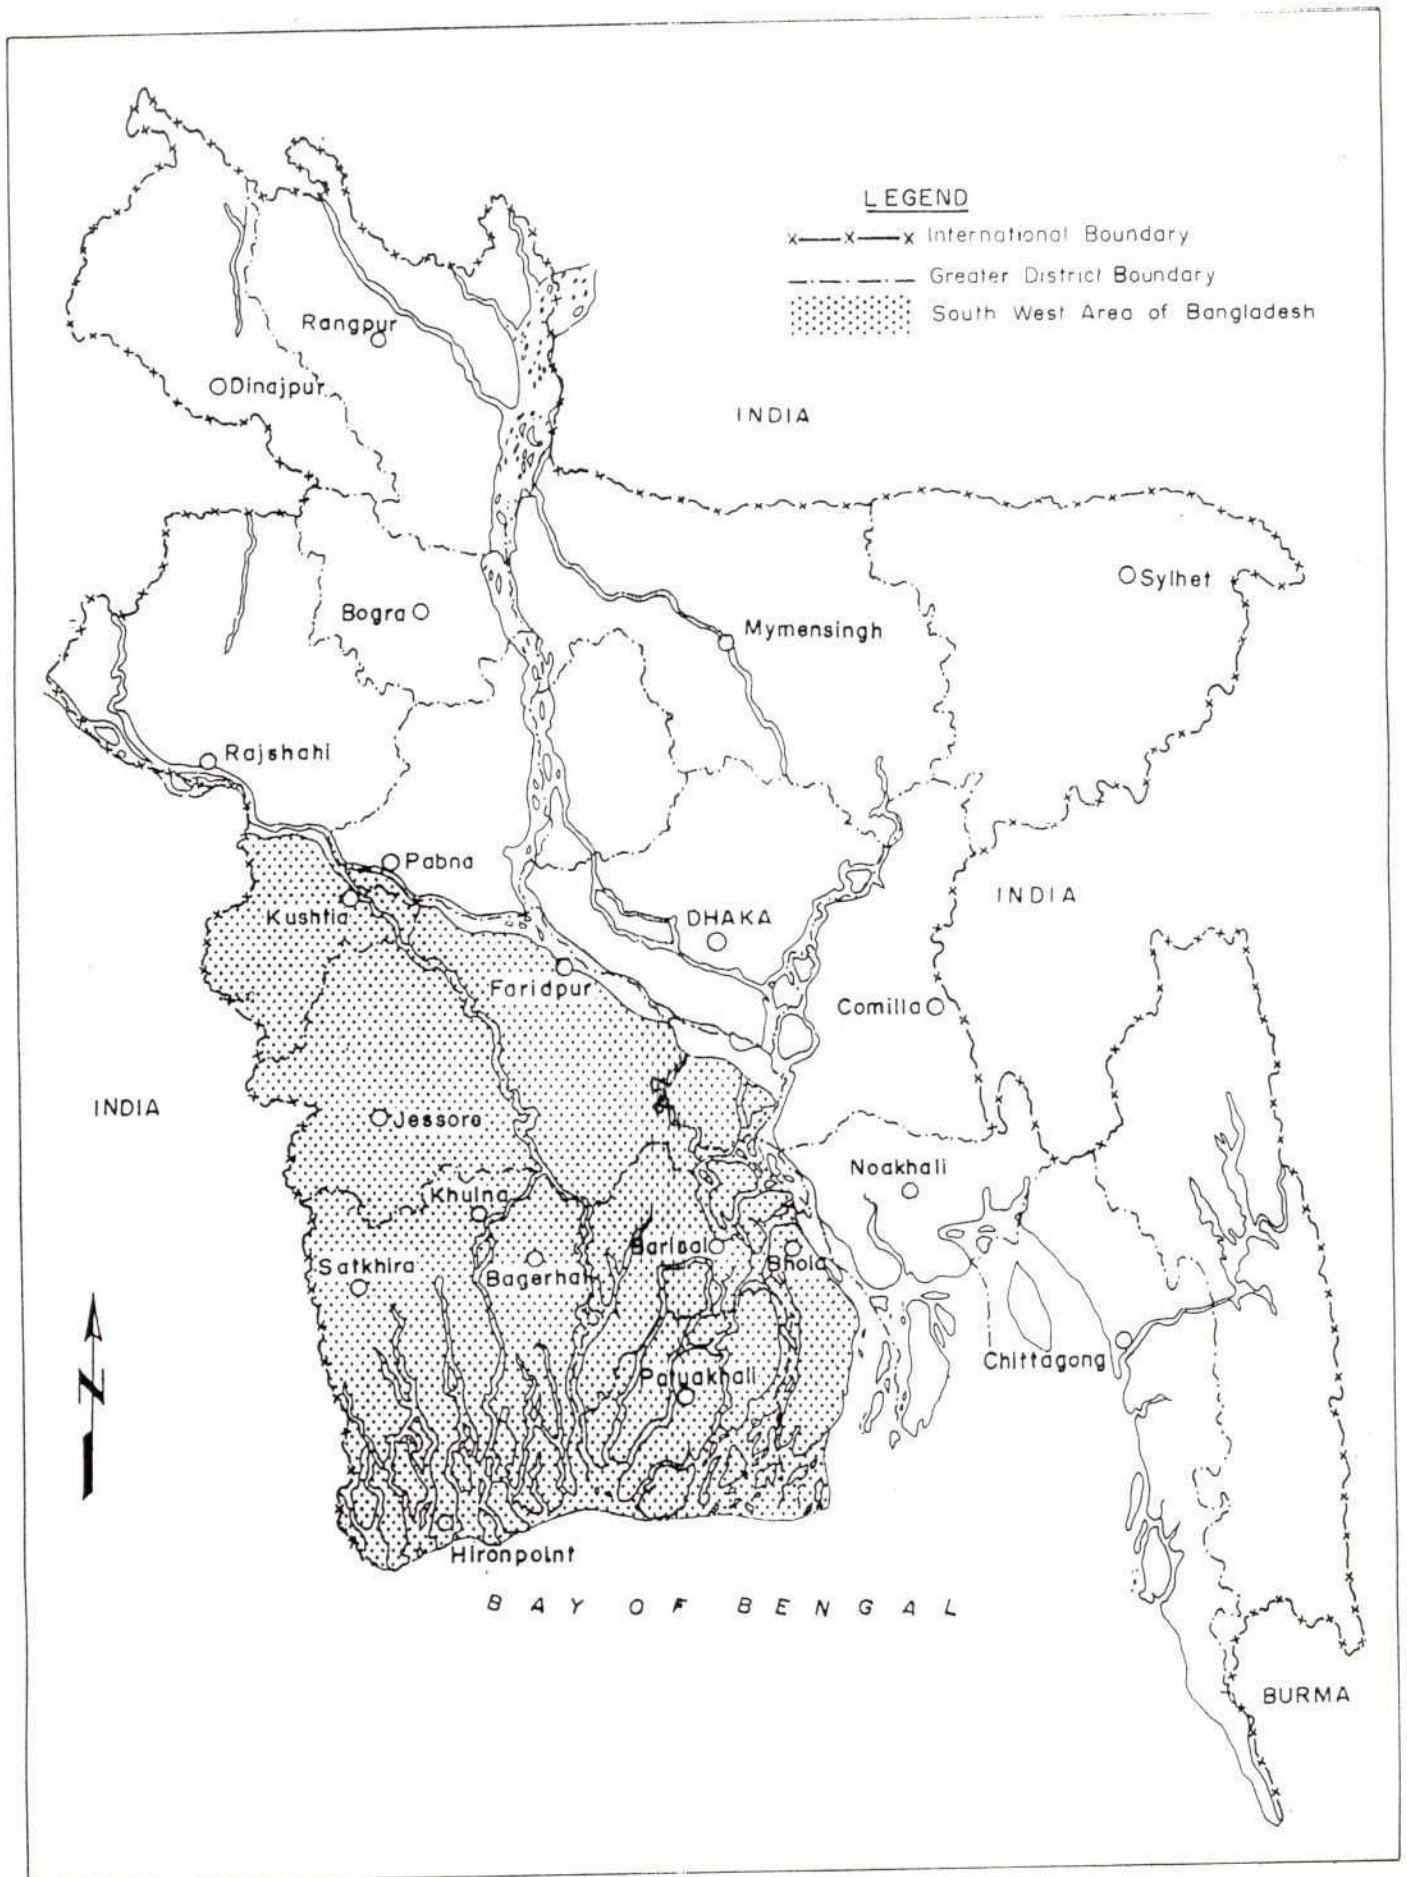 LEGEND
International Boundary
Greater District Boundary
South West Area of Bangladesh
Rangpur
Dinajpur
INDIA
Sylhet
Bogra
Mymensingh
Rajshahi
Pabna
INDIA
Kushtia
DHAKA
Faridpur
Comilla
INDIA
Jessore
Noakhali
Khulna
Barisal
Bhola
Satkhira
Bagerhat
Chittagong
Patuakhali
N
Hironpoint
BAY OF BENGAL
BURMA